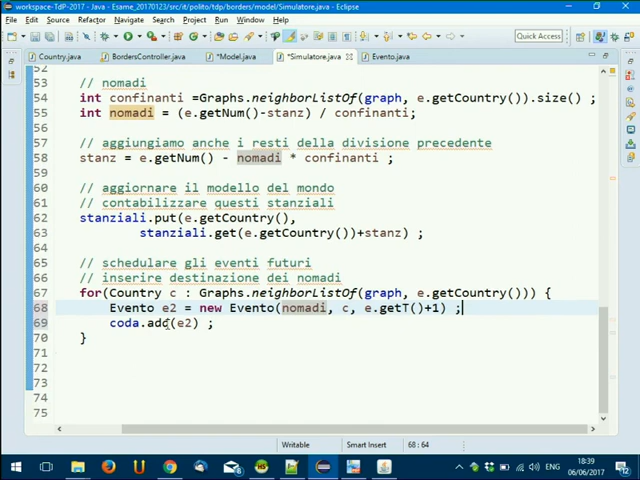 workspace-TdP-2017 - Java - Esame_20170123/src/it/polito/tdp/borders/model/Simulatore.java - Eclipse
File Edit Source Refactor Navigate Search Project Run Window Help
Quick Access
Country.java BordersController.java *Model.java *Simulatore.java Evento.java
52
53 // nomadi
54 int confinanti =Graphs.neighborListOf(graph, e.getCountry()).size() ;
55 int nomadi = (e.getNum()-stanz) / confinanti;
56
57 // aggiungiamo anche i resti della divisione precedente
58 stanz = e.getNum() - nomadi * confinanti ;
59
60 // aggiornare il modello del mondo
61 // contabilizzare questi stanziali
62 stanziali.put(e.getCountry(),
63 stanziali.get(e.getCountry())+stanz) ;
64
65 // schedulare gli eventi futuri
66 // inserire destinazione dei nomadi
67 for(Country c : Graphs.neighborListOf(graph, e.getCountry())) {
68 Evento e2 = new Evento(nomadi, c, e.getT()+1) ;
69 coda.add(e2) ;
70 }
71
72
73
74
75
Writable Smart Insert 68 : 64
ENG 18:39
06/06/2017